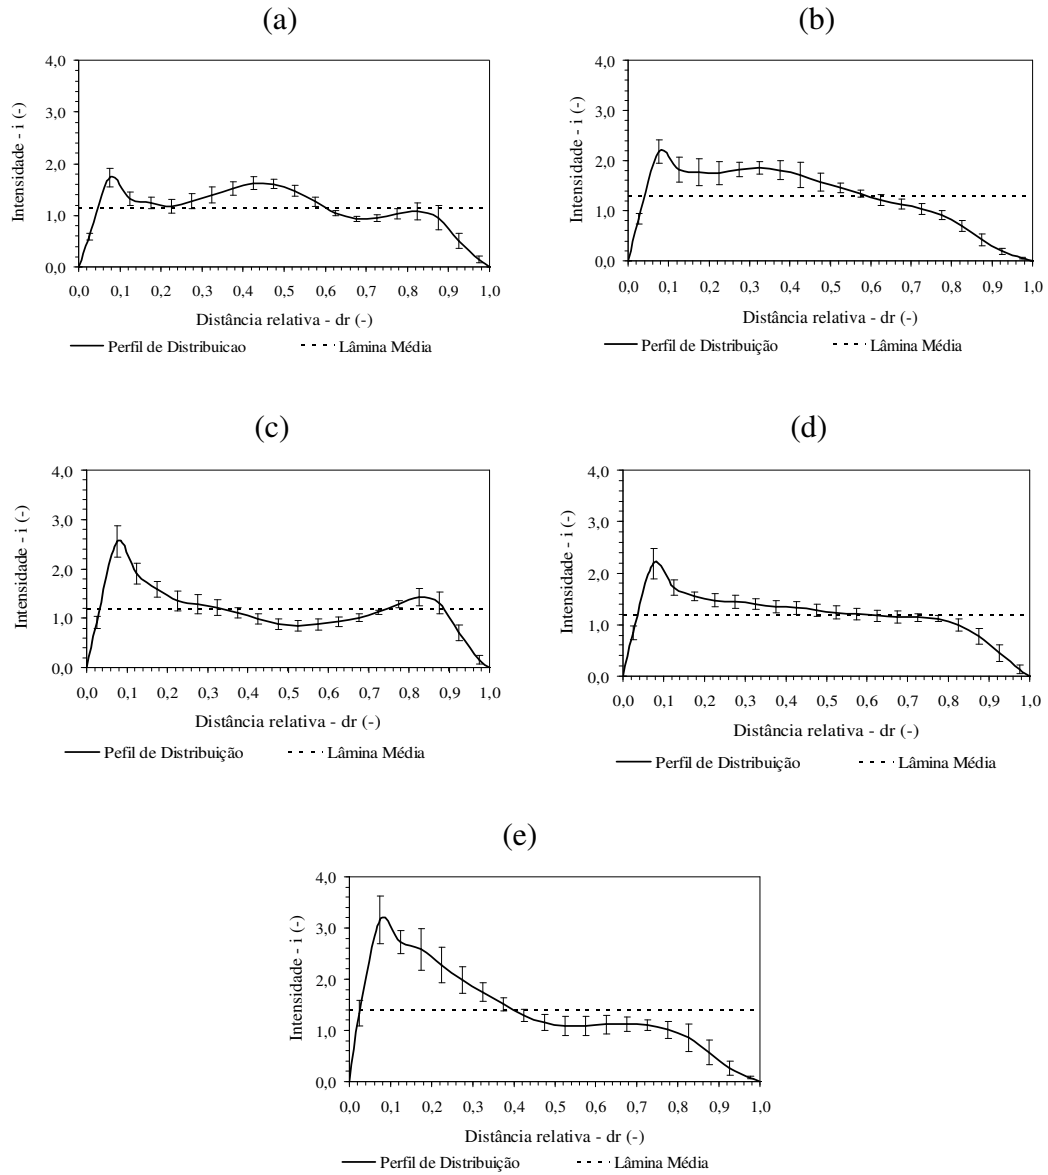 (a)
Intensidade - i (-)
4,0
3,0
2,0
1,0
0,0
0,0 0,1 0,2 0,3 0,4 0,5 0,6 0,7 0,8 0,9 1,0
Distância relativa - dr (-)
Perfil de Distribuicao Lâmina Média
(b)
Intensidade - i (-)
4,0
3,0
2,0
1,0
0,0
0,0 0,1 0,2 0,3 0,4 0,5 0,6 0,7 0,8 0,9 1,0
Distância relativa - dr (-)
Perfil de Distribuição Lâmina Média
(c)
Intensidade - i (-)
4,0
3,0
2,0
1,0
0,0
0,0 0,1 0,2 0,3 0,4 0,5 0,6 0,7 0,8 0,9 1,0
Distância relativa - dr (-)
Pefil de Distribuição Lâmina Média
(d)
Intensidade - i (-)
4,0
3,0
2,0
1,0
0,0
0,0 0,1 0,2 0,3 0,4 0,5 0,6 0,7 0,8 0,9 1,0
Distância relativa - dr (-)
Perfil de Distribuição Lâmina Média
(e)
Intensidade - i (-)
4,0
3,0
2,0
1,0
0,0
0,0 0,1 0,2 0,3 0,4 0,5 0,6 0,7 0,8 0,9 1,0
Distância relativa - dr (-)
Perfil de Distribuição Lâmina Média